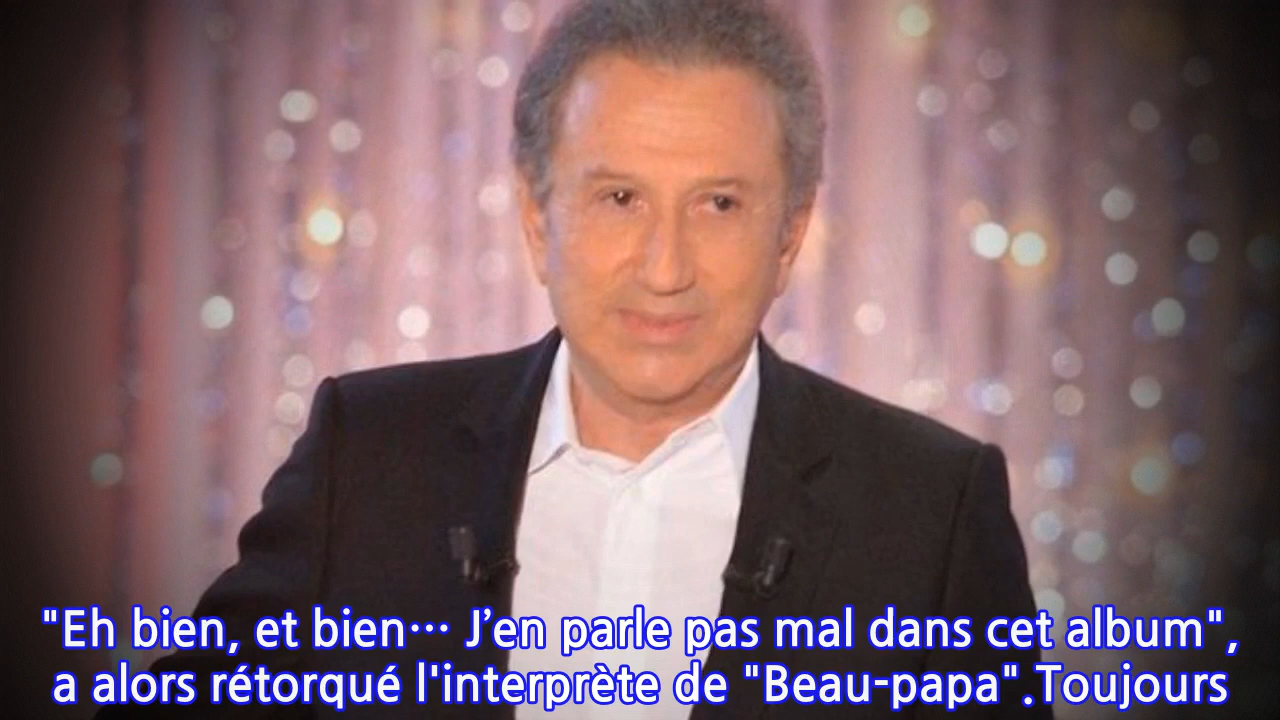 "Eh bien, et bien… J’en parle pas mal dans cet album",
a alors rétorqué l'interprète de "Beau-papa".Toujours